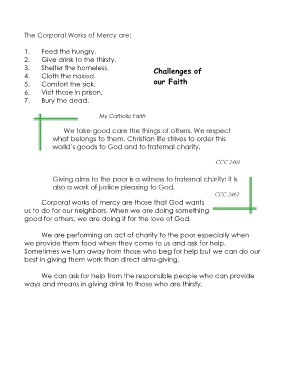 The Corporal Works of Mercy are:
1. Feed the hungry.
2. Give drink to the thirsty.
3. Shelter the homeless.
4. Cloth the naked.
5. Comfort the sick.
6. Visit those in prison.
7. Bury the dead.
Challenges of
our Faith
My Catholic Faith
We take good care the things of others. We respect
what belongs to them. Christian life strives to order this
world's goods to God and to fraternal charity.
CCC 2401
Giving alms to the poor is a witness to fraternal charity: it is
also a work of justice pleasing to God.
CCC 2462
Corporal works of mercy are those that God wants
us to do for our neighbors. When we are doing something
good for others, we are doing it for the love of God.
We are performing an act of charity to the poor especially when
we provide them food when they come to us and ask for help.
Sometimes we turn away from those who beg for help but we can do our
best in giving them work than direct alms-giving.
We can ask for help from the responsible people who can provide
ways and means in giving drink to those who are thirsty.